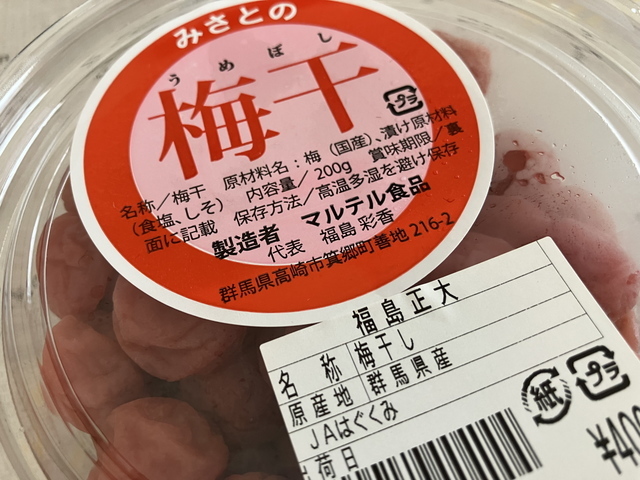 みさとの
うめぼし
梅干
プラ
名称／梅干　原材料名：梅（国産）、漬け原材料
（食塩、しそ）　内容量／200g　賞味期限／裏
面に記載　保存方法／高温多湿を避け保存
製造者　マルテル食品
代表　福島 彩香
群馬県高崎市箕郷町善地 216-2
福島正大
名称 梅干し
原産地 群馬県産
JAはぐくみ
出荷日
紙
プラ